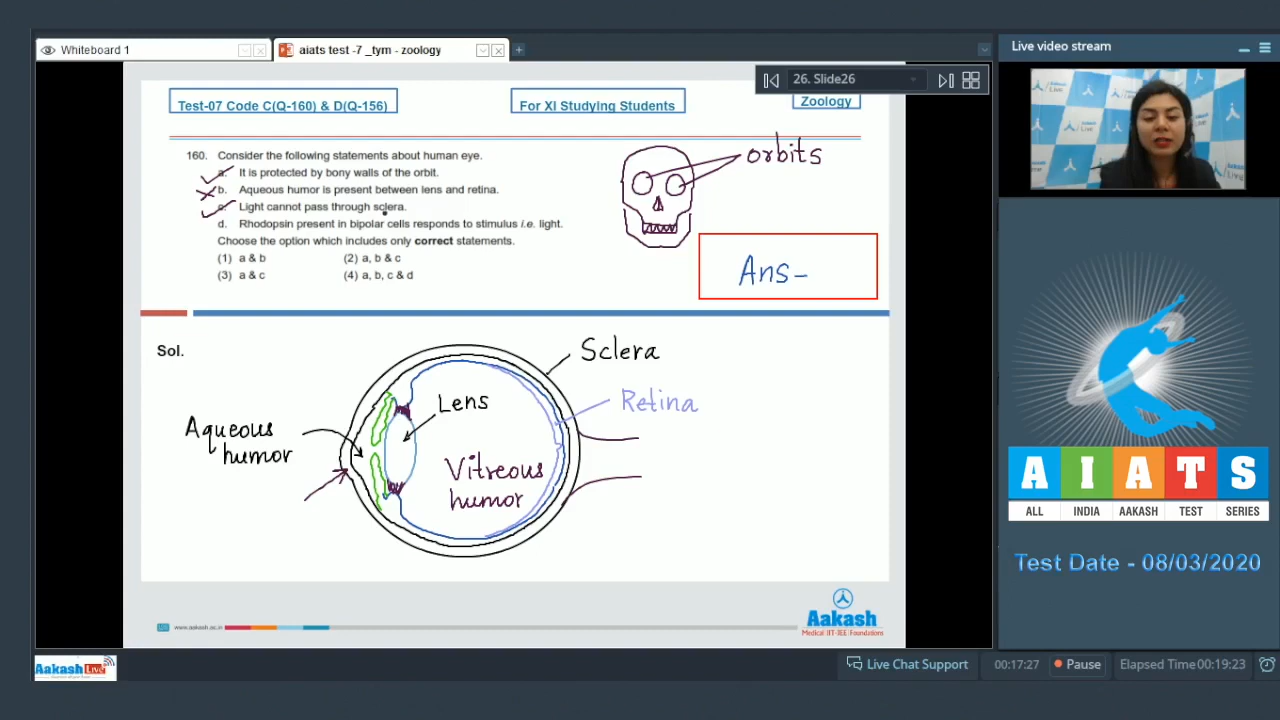 Whiteboard 1
aiats test -7 _tym - zoology
Live video stream
26. Slide26
Test-07 Code C(Q-160) & D(Q-156)
For XI Studying Students
Zoology
160. Consider the following statements about human eye.
a. It is protected by bony walls of the orbit.
b. Aqueous humor is present between lens and retina.
c. Light cannot pass through sclera.
d. Rhodopsin present in bipolar cells responds to stimulus i.e. light.
Choose the option which includes only correct statements.
(1) a & b (2) a, b & c
(3) a & c (4) a, b, c & d
orbits
Ans -
Sol.
Sclera
Retina
Lens
Aqueous
humor
Vitreous
humor
A I A T S
ALL INDIA AAKASH TEST SERIES
Test Date - 08/03/2020
www.aakash.ac.in
Aakash
Medical|IIT-JEE|Foundations
Aakash Live
Live Chat Support
00:17:27
Pause
Elapsed Time 00:19:23